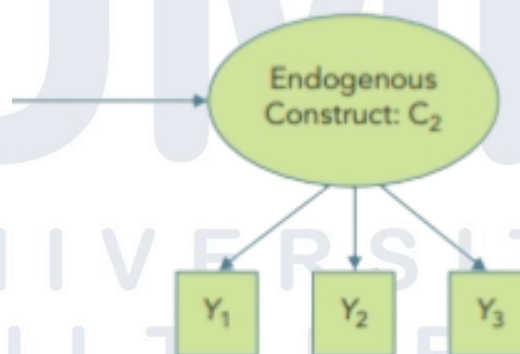 Endogenous
Construct: C₂
Y₁ Y₂ Y₃